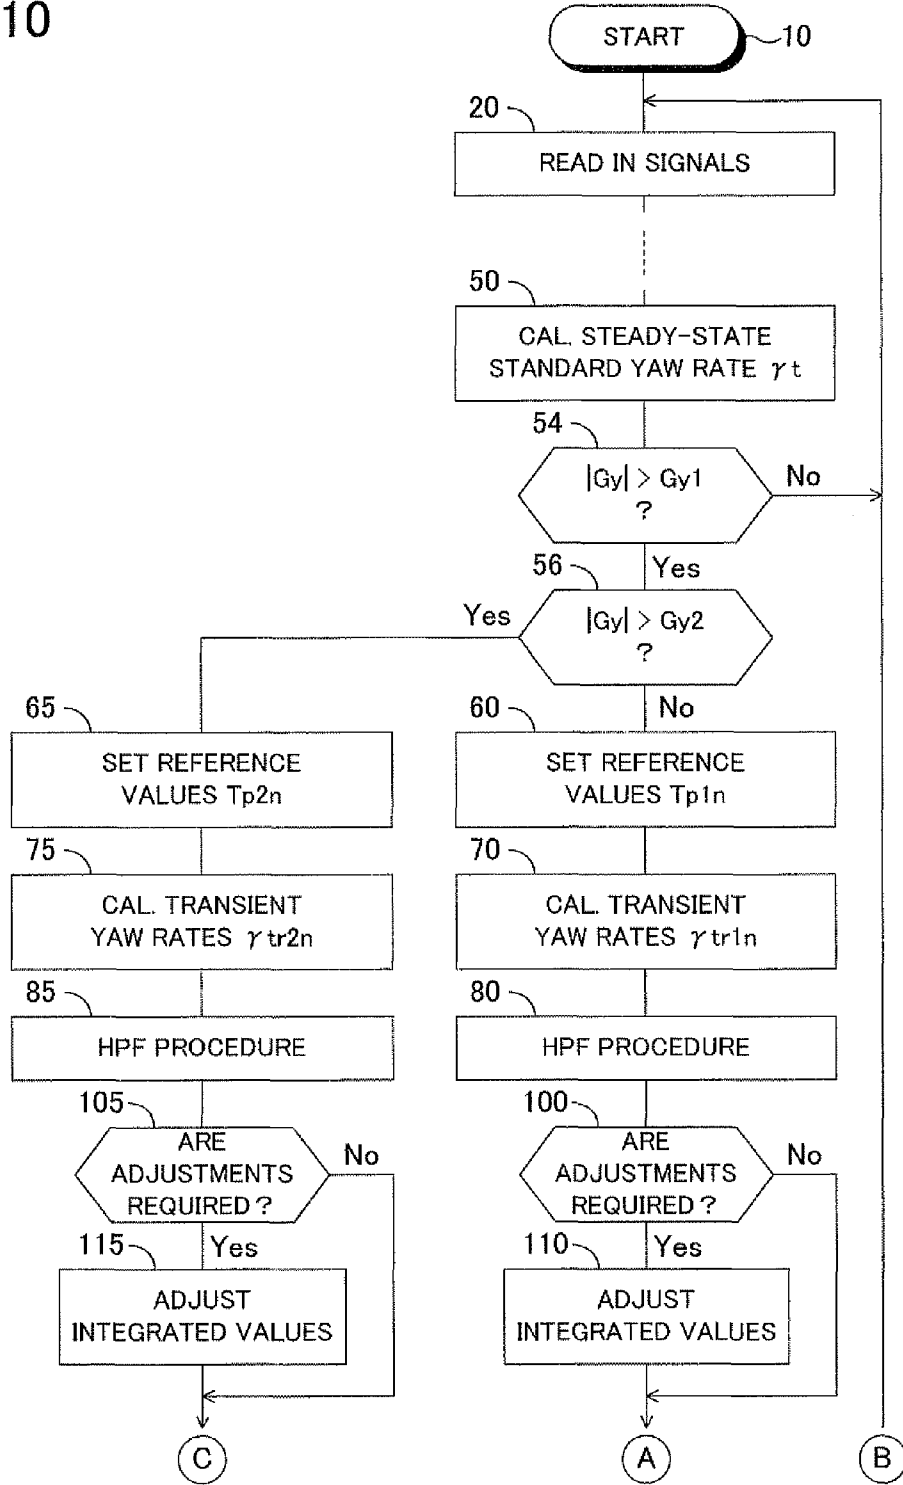 10
START
10
20
READ IN SIGNALS
50
CAL. STEADY-STATE
STANDARD YAW RATE γt
54
|Gy| > Gy1
?
No
56
Yes
Yes
|Gy| > Gy2
?
No
65
SET REFERENCE
VALUES Tp2n
60
SET REFERENCE
VALUES Tp1n
75
CAL. TRANSIENT
YAW RATES γtr2n
70
CAL. TRANSIENT
YAW RATES γtr1n
85
HPF PROCEDURE
80
HPF PROCEDURE
105
ARE
ADJUSTMENTS
REQUIRED?
No
100
ARE
ADJUSTMENTS
REQUIRED?
No
115
Yes
ADJUST
INTEGRATED VALUES
110
Yes
ADJUST
INTEGRATED VALUES
C
A
B